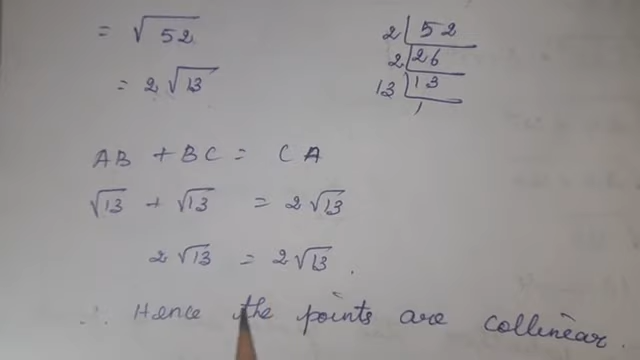 = √52
2 | 52
2 | 26
13 | 13
1
= 2√13
AB + BC = CA
√13 + √13 = 2√13
2√13 = 2√13.
∴ Hence the points are collinear.